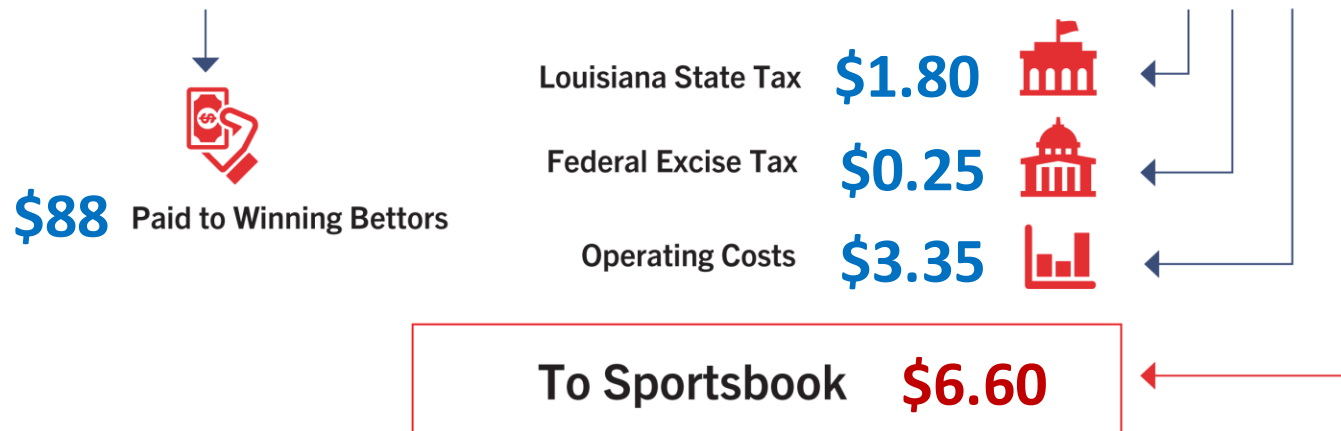 Louisiana State Tax $1.80
Federal Excise Tax $0.25
$88 Paid to Winning Bettors
Operating Costs $3.35
To Sportsbook $6.60